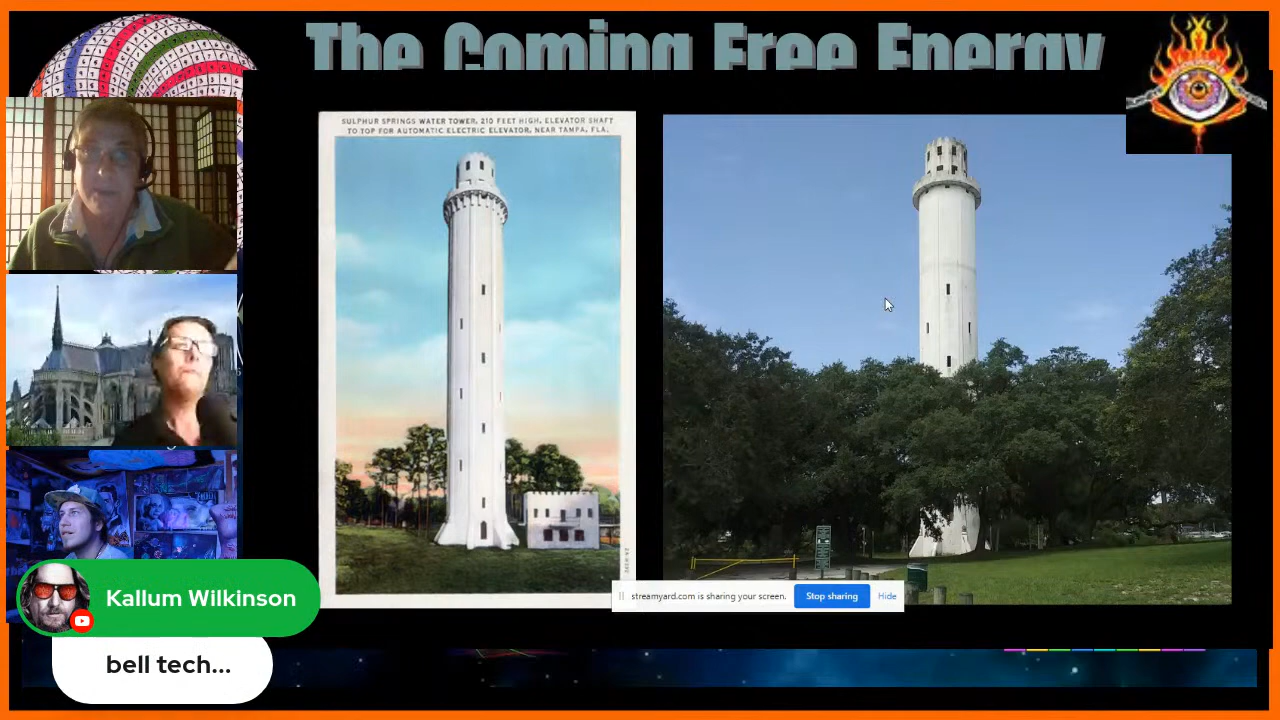 The Coming Free Energy
SULPHUR SPRINGS WATER TOWER, 210 FEET HIGH, ELEVATOR SHAFT
TO TOP FOR AUTOMATIC ELECTRIC ELEVATOR, NEAR TAMPA, FLA.
streamyard.com is sharing your screen.
Stop sharing
Hide
Kallum Wilkinson
bell tech...